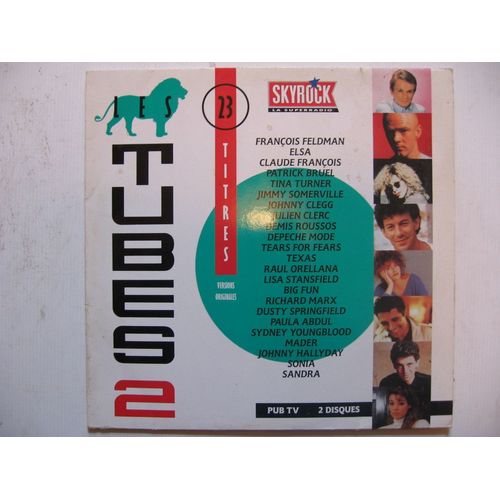 LES
TUBES
2
23
TITRES
VERSIONS
ORIGINALES
SKYROCK
LA SUPERRADIO
FRANÇOIS FELDMAN
ELSA
CLAUDE FRANÇOIS
PATRICK BRUEL
TINA TURNER
JIMMY SOMERVILLE
JOHNNY CLEGG
JULIEN CLERC
DEMIS ROUSSOS
DEPECHE MODE
TEARS FOR FEARS
TEXAS
RAUL ORELLANA
LISA STANSFIELD
BIG FUN
RICHARD MARX
DUSTY SPRINGFIELD
PAULA ABDUL
SYDNEY YOUNGBLOOD
MADER
JOHNNY HALLYDAY
SONIA
SANDRA
PUB TV 2 DISQUES